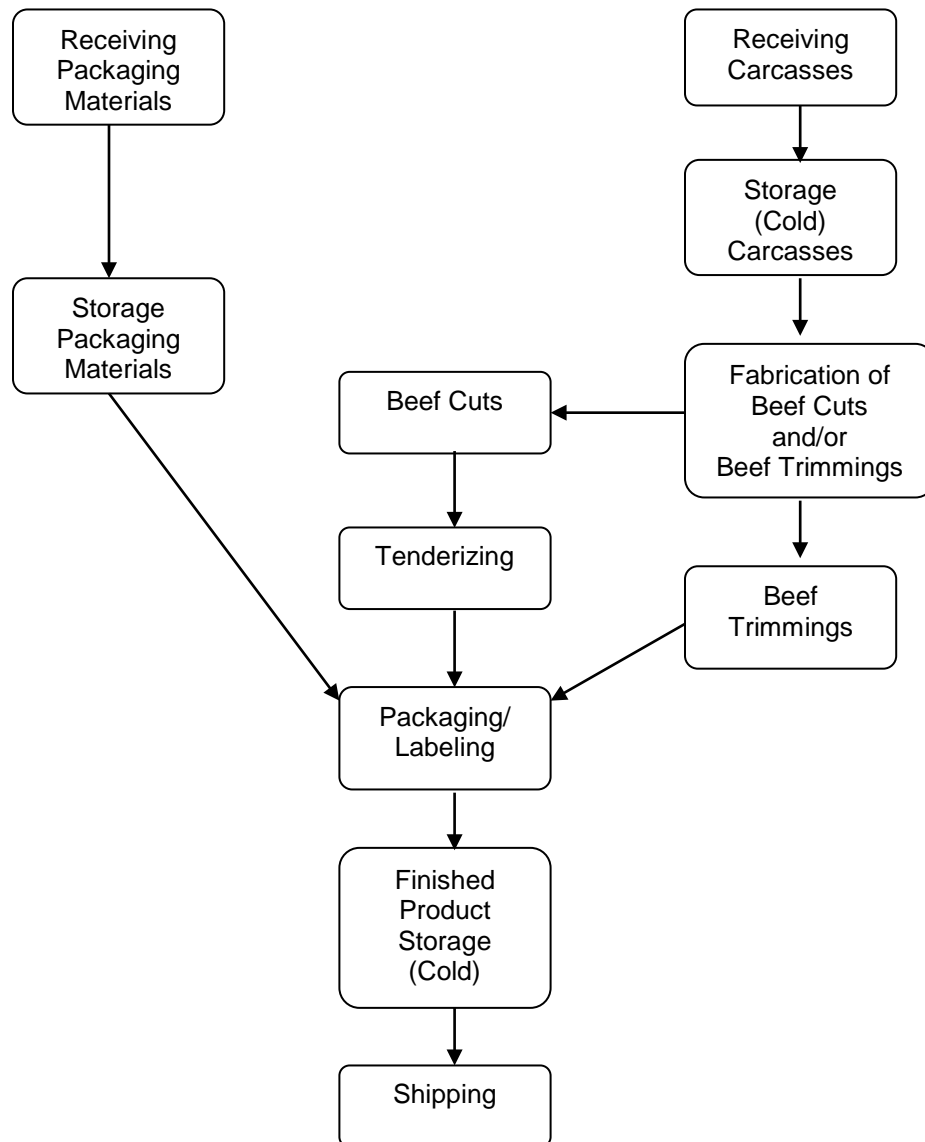 Receiving
Packaging
Materials
Receiving
Carcasses
Storage
(Cold)
Carcasses
Storage
Packaging
Materials
Fabrication of
Beef Cuts
and/or
Beef Trimmings
Beef Cuts
Tenderizing
Beef
Trimmings
Packaging/
Labeling
Finished
Product
Storage
(Cold)
Shipping